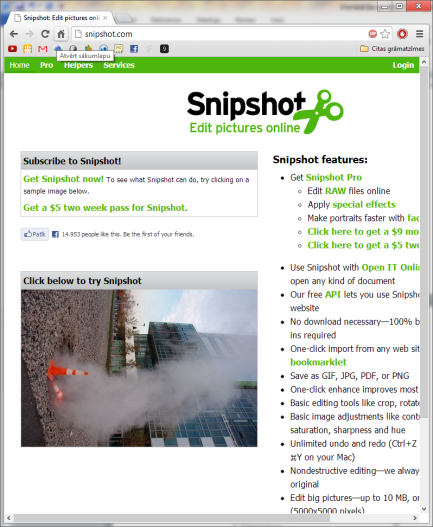 Snipshot: Edit pictures onli
snipshot.com
Atvērt sākumlapu
9
Citas grāmatzīmes
Home Pro Helpers Services Login
Snipshot
Edit pictures online
Subscribe to Snipshot!
Get Snipshot now! To see what Snipshot can do, try clicking on a
sample image below.
Get a $5 two week pass for Snipshot.
Patīk 14.953 people like this. Be the first of your friends.
Click below to try Snipshot
Snipshot features:
Get Snipshot Pro
Edit RAW files online
Apply special effects
Make portraits faster with fac
Click here to get a $9 mo
Click here to get a $5 two
Use Snipshot with Open IT Onlin
open any kind of document
Our free API lets you use Snipsho
website
No download necessary—100% b
ins required
One-click import from any web sit
bookmarklet
Save as GIF, JPG, PDF, or PNG
One-click enhance improves most
Basic editing tools like crop, rotat
Basic image adjustments like cont
saturation, sharpness and hue
Unlimited undo and redo (Ctrl+Z
⌘Y on your Mac)
Nondestructive editing—we alway
original
Edit big pictures—up to 10 MB, or
(5000x5000 pixels)